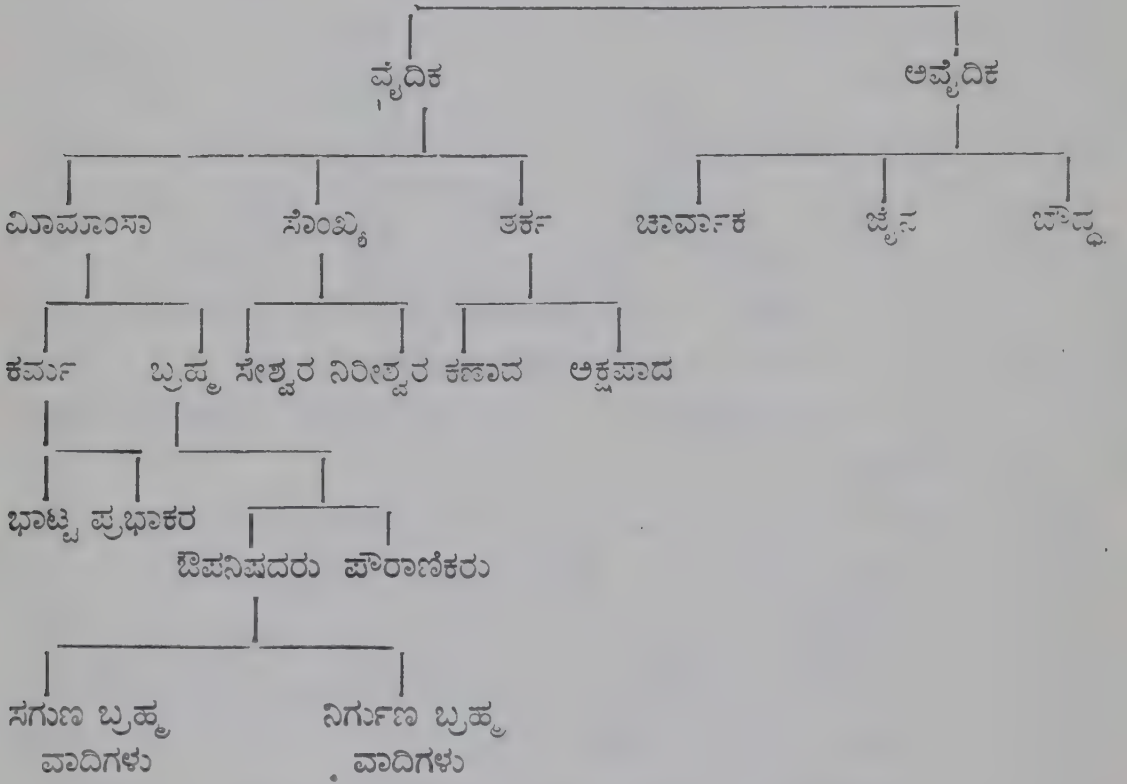 ವೈದಿಕ ಅವೈದಿಕ
ಮೀಮಾಂಸಾ ಸಾಂಖ್ಯ ತರ್ಕ ಚಾರ್ವಾಕ ಜೈನ ಬೌದ್ಧ
ಕರ್ಮ ಬ್ರಹ್ಮ ಸೇಶ್ವರ ನಿರೀಶ್ವರ ಕಣಾದ ಅಕ್ಷಪಾದ
ಭಾಟ್ಟ ಪ್ರಭಾಕರ
ಔಪನಿಷದರು ಪೌರಾಣಿಕರು
ಸಗುಣ ಬ್ರಹ್ಮ ನಿರ್ಗುಣ ಬ್ರಹ್ಮ
ವಾದಿಗಳು ವಾದಿಗಳು